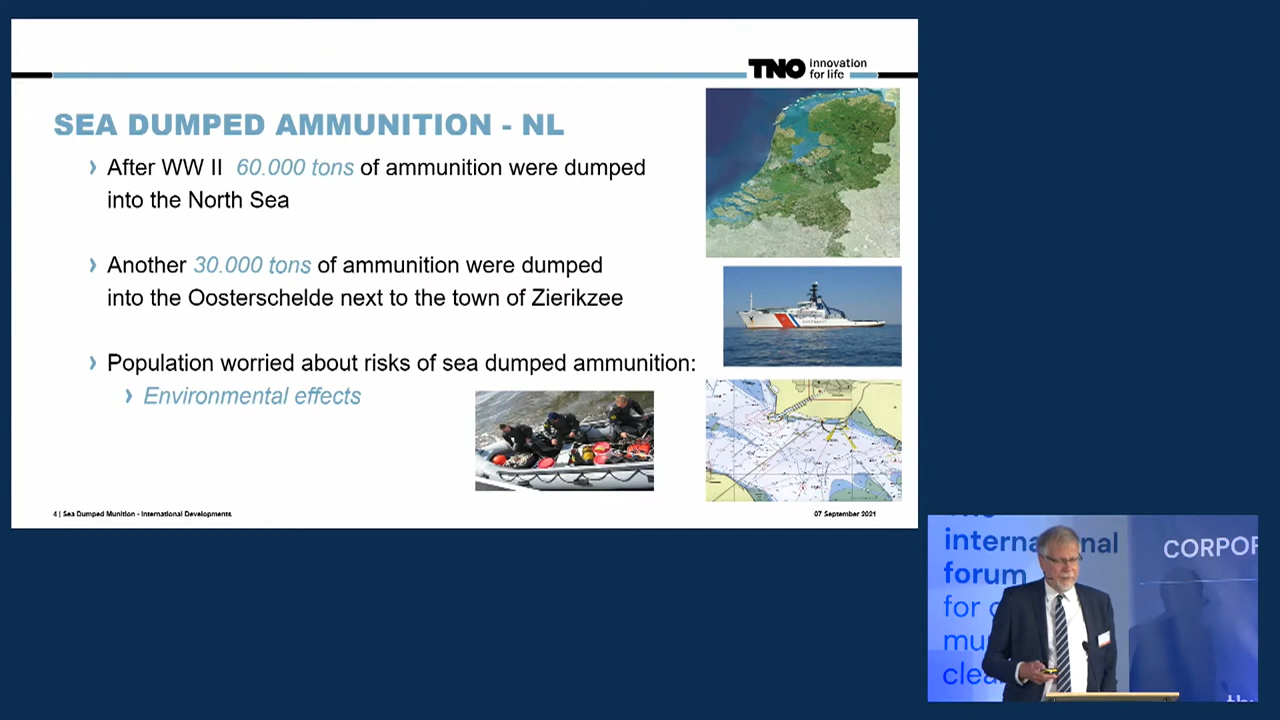 TNO innovation
for life
SEA DUMPED AMMUNITION - NL
› After WW II 60.000 tons of ammunition were dumped
into the North Sea
› Another 30.000 tons of ammunition were dumped
into the Oosterschelde next to the town of Zierikzee
› Population worried about risks of sea dumped ammunition:
› Environmental effects
4 | Sea Dumped Munition - International Developments
07 September 2021
international
forum
for
CORPOR